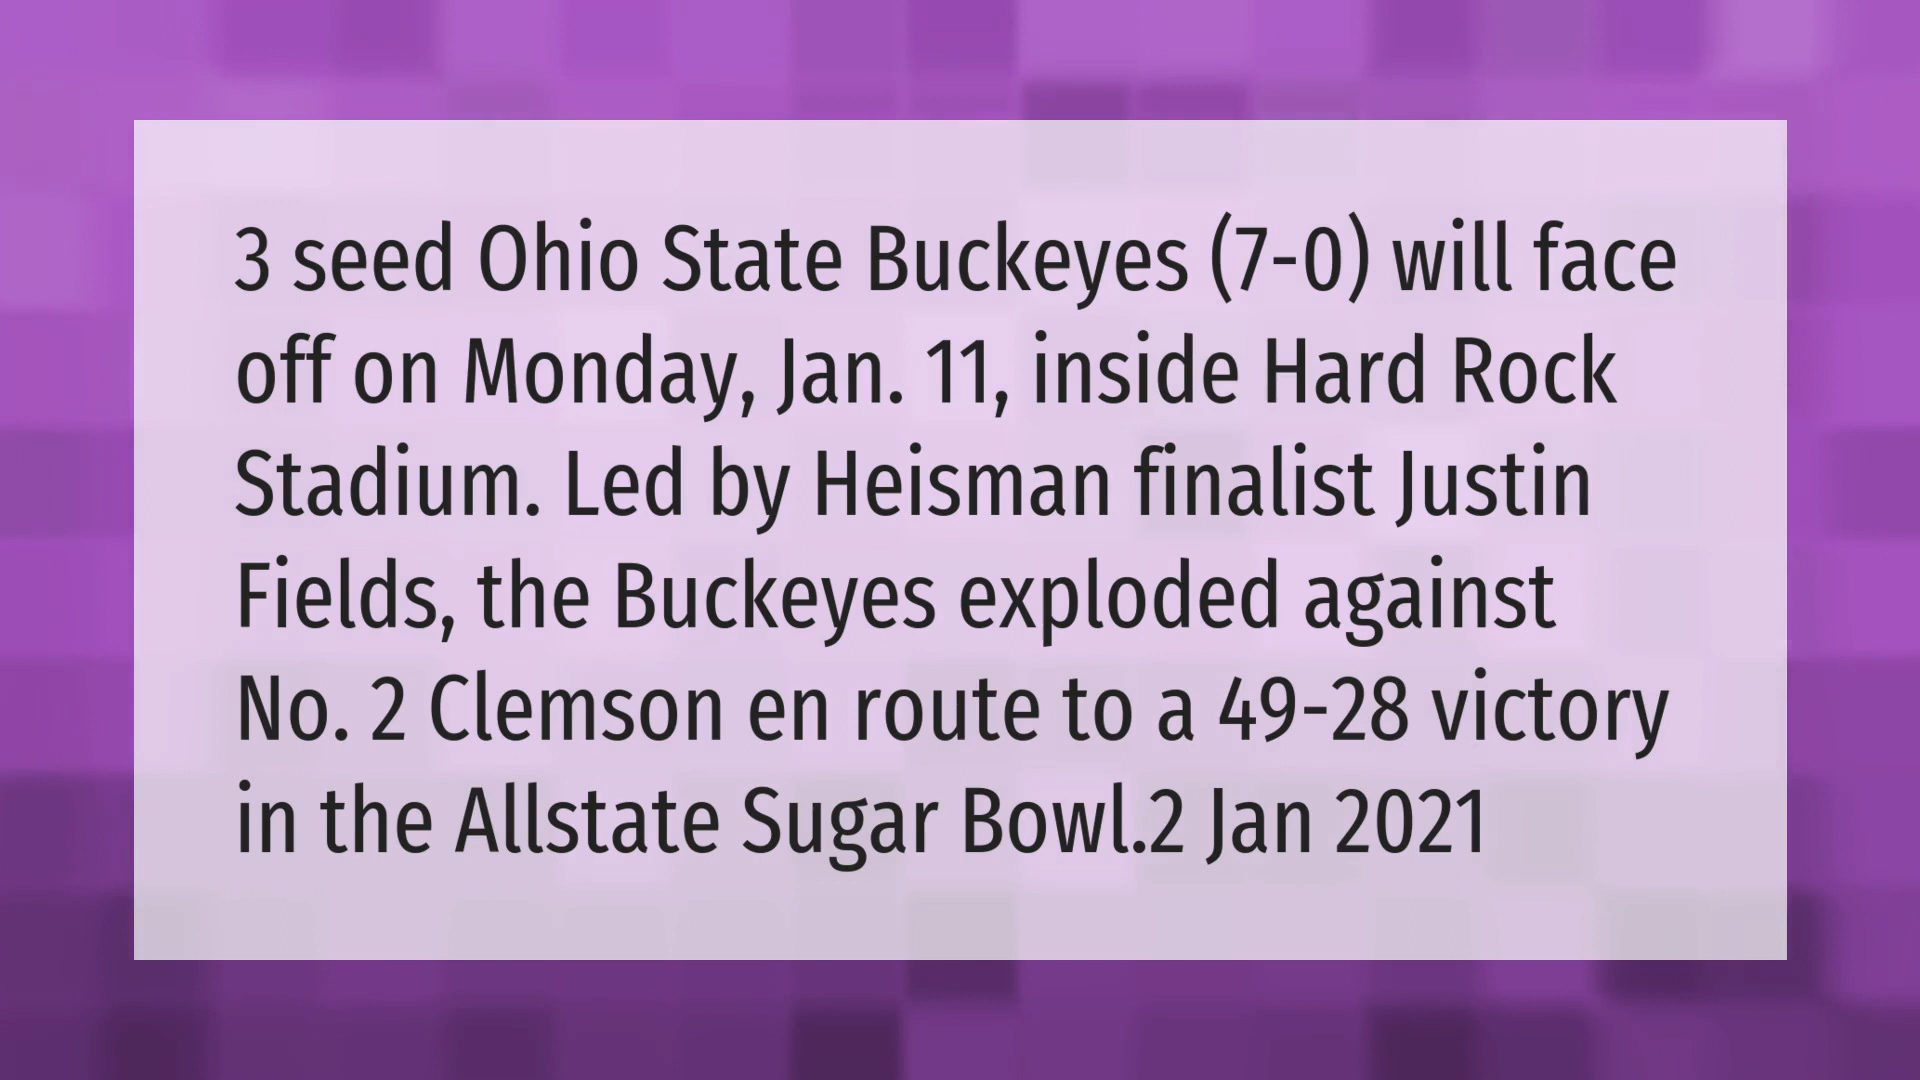 3 seed Ohio State Buckeyes (7-0) will face
off on Monday, Jan. 11, inside Hard Rock
Stadium. Led by Heisman finalist Justin
Fields, the Buckeyes exploded against
No. 2 Clemson en route to a 49-28 victory
in the Allstate Sugar Bowl.2 Jan 2021